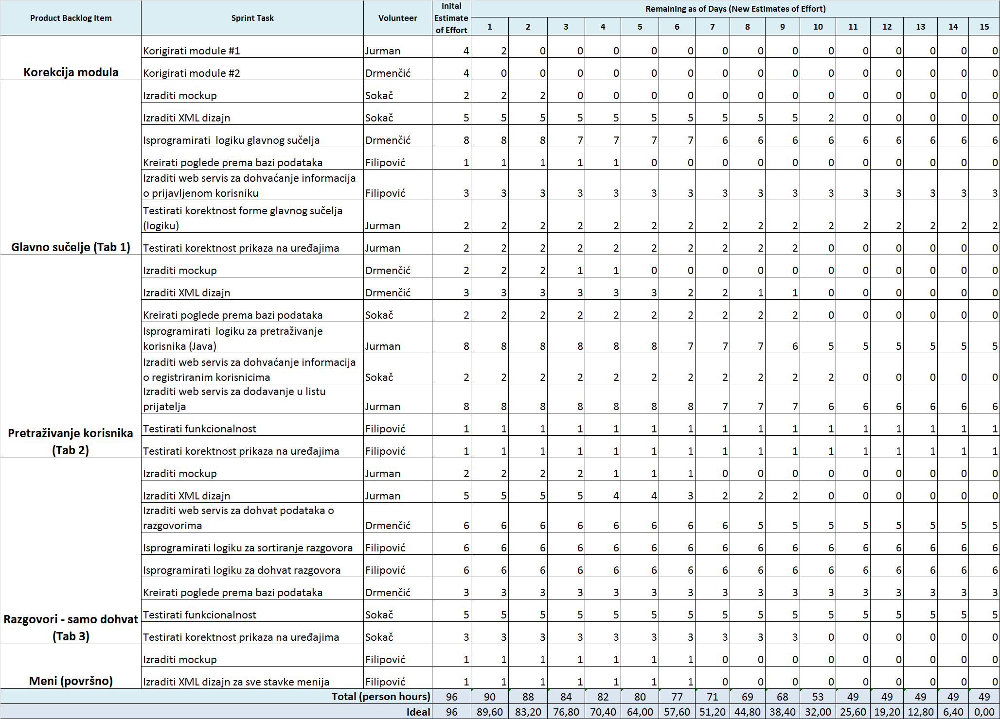 Product Backlog Item Sprint Task Volunteer Inital Estimate of Effort Remaining as of Days (New Estimates of Effort)
1 2 3 4 5 6 7 8 9 10 11 12 13 14 15
Korekcija modula
Korigirati module #1 Jurman 4 2 0 0 0 0 0 0 0 0 0 0 0 0 0 0
Korigirati module #2 Drmenčić 4 0 0 0 0 0 0 0 0 0 0 0 0 0 0 0
Glavno sučelje (Tab 1)
Izraditi mockup Sokač 2 2 2 0 0 0 0 0 0 0 0 0 0 0 0 0
Izraditi XML dizajn Sokač 5 5 5 5 5 5 5 5 5 5 2 0 0 0 0 0
Isprogramirati  logiku glavnog sučelja Drmenčić 8 8 8 7 7 7 7 6 6 6 6 6 6 6 6 6
Kreirati poglede prema bazi podataka Filipović 1 1 1 1 1 0 0 0 0 0 0 0 0 0 0 0
Izraditi web servis za dohvaćanje informacija
o prijavljenom korisniku Filipović 3 3 3 3 3 3 3 3 3 3 3 3 3 3 3 3
Testirati korektnost forme glavnog sučelja
(logiku) Jurman 2 2 2 2 2 2 2 2 2 2 2 2 2 2 2 2
Testirati korektnost prikaza na uređajima Jurman 2 2 2 2 2 2 2 2 2 2 0 0 0 0 0 0
Pretraživanje korisnika
(Tab 2)
Izraditi mockup Drmenčić 2 2 2 1 1 0 0 0 0 0 0 0 0 0 0 0
Izraditi XML dizajn Drmenčić 3 3 3 3 3 3 2 2 1 1 0 0 0 0 0 0
Kreirati poglede prema bazi podataka Sokač 2 2 2 2 2 2 2 2 2 2 0 0 0 0 0 0
Isprogramirati  logiku za pretraživanje
korisnika (Java) Jurman 8 8 8 8 8 8 7 7 7 6 5 5 5 5 5 5
Izraditi web servis za dohvaćanje informacija
o registriranim korisnicima Sokač 2 2 2 2 2 2 2 2 2 2 2 0 0 0 0 0
Izraditi web servis za dodavanje u listu
prijatelja Jurman 8 8 8 8 8 8 8 7 7 7 6 6 6 6 6 6
Testirati funkcionalnost Filipović 1 1 1 1 1 1 1 1 1 1 1 1 1 1 1 1
Testirati korektnost prikaza na uređajima Filipović 1 1 1 1 1 1 1 1 1 1 1 1 1 1 1 1
Razgovori - samo dohvat
(Tab 3)
Izraditi mockup Jurman 2 2 2 2 1 1 1 0 0 0 0 0 0 0 0 0
Izraditi XML dizajn Jurman 5 5 5 5 4 4 3 2 2 2 0 0 0 0 0 0
Izraditi web servis za dohvat podataka o
razgovorima Drmenčić 6 6 6 6 6 6 6 6 5 5 5 5 5 5 5 5
Isprogramirati logiku za sortiranje razgovora Filipović 6 6 6 6 6 6 6 6 6 6 6 6 6 6 6 6
Isprogramirati logiku za dohvat razgovora Filipović 6 6 6 6 6 6 6 6 6 6 6 6 6 6 6 6
Kreirati poglede prema bazi podataka Drmenčić 3 3 3 3 3 3 3 3 3 3 3 3 3 3 3 3
Testirati funkcionalnost Sokač 5 5 5 5 5 5 5 5 5 5 5 5 5 5 5 5
Testirati korektnost prikaza na uređajima Sokač 3 3 3 3 3 3 3 3 3 3 0 0 0 0 0 0
Meni (površno)
Izraditi mockup Filipović 1 1 1 1 1 1 1 0 0 0 0 0 0 0 0 0
Izraditi XML dizajn za sve stavke menija Filipović 1 1 1 1 1 1 1 0 0 0 0 0 0 0 0 0
Total (person hours) 96 90 88 84 82 80 77 71 69 68 53 49 49 49 49 49
Ideal 96 89,60 83,20 76,80 70,40 64,00 57,60 51,20 44,80 38,40 32,00 25,60 19,20 12,80 6,40 0,00